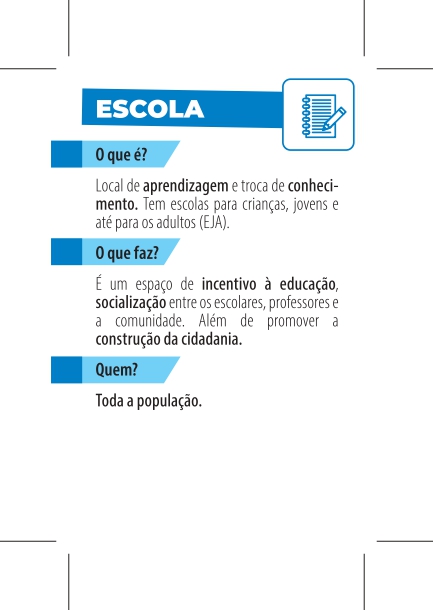 ESCOLA
O que é?
Local de aprendizagem e troca de conheci-
mento. Tem escolas para crianças, jovens e
até para os adultos (EJA).
O que faz?
É um espaço de incentivo à educação,
socialização entre os escolares, professores e
a comunidade. Além de promover a
construção da cidadania.
Quem?
Toda a população.